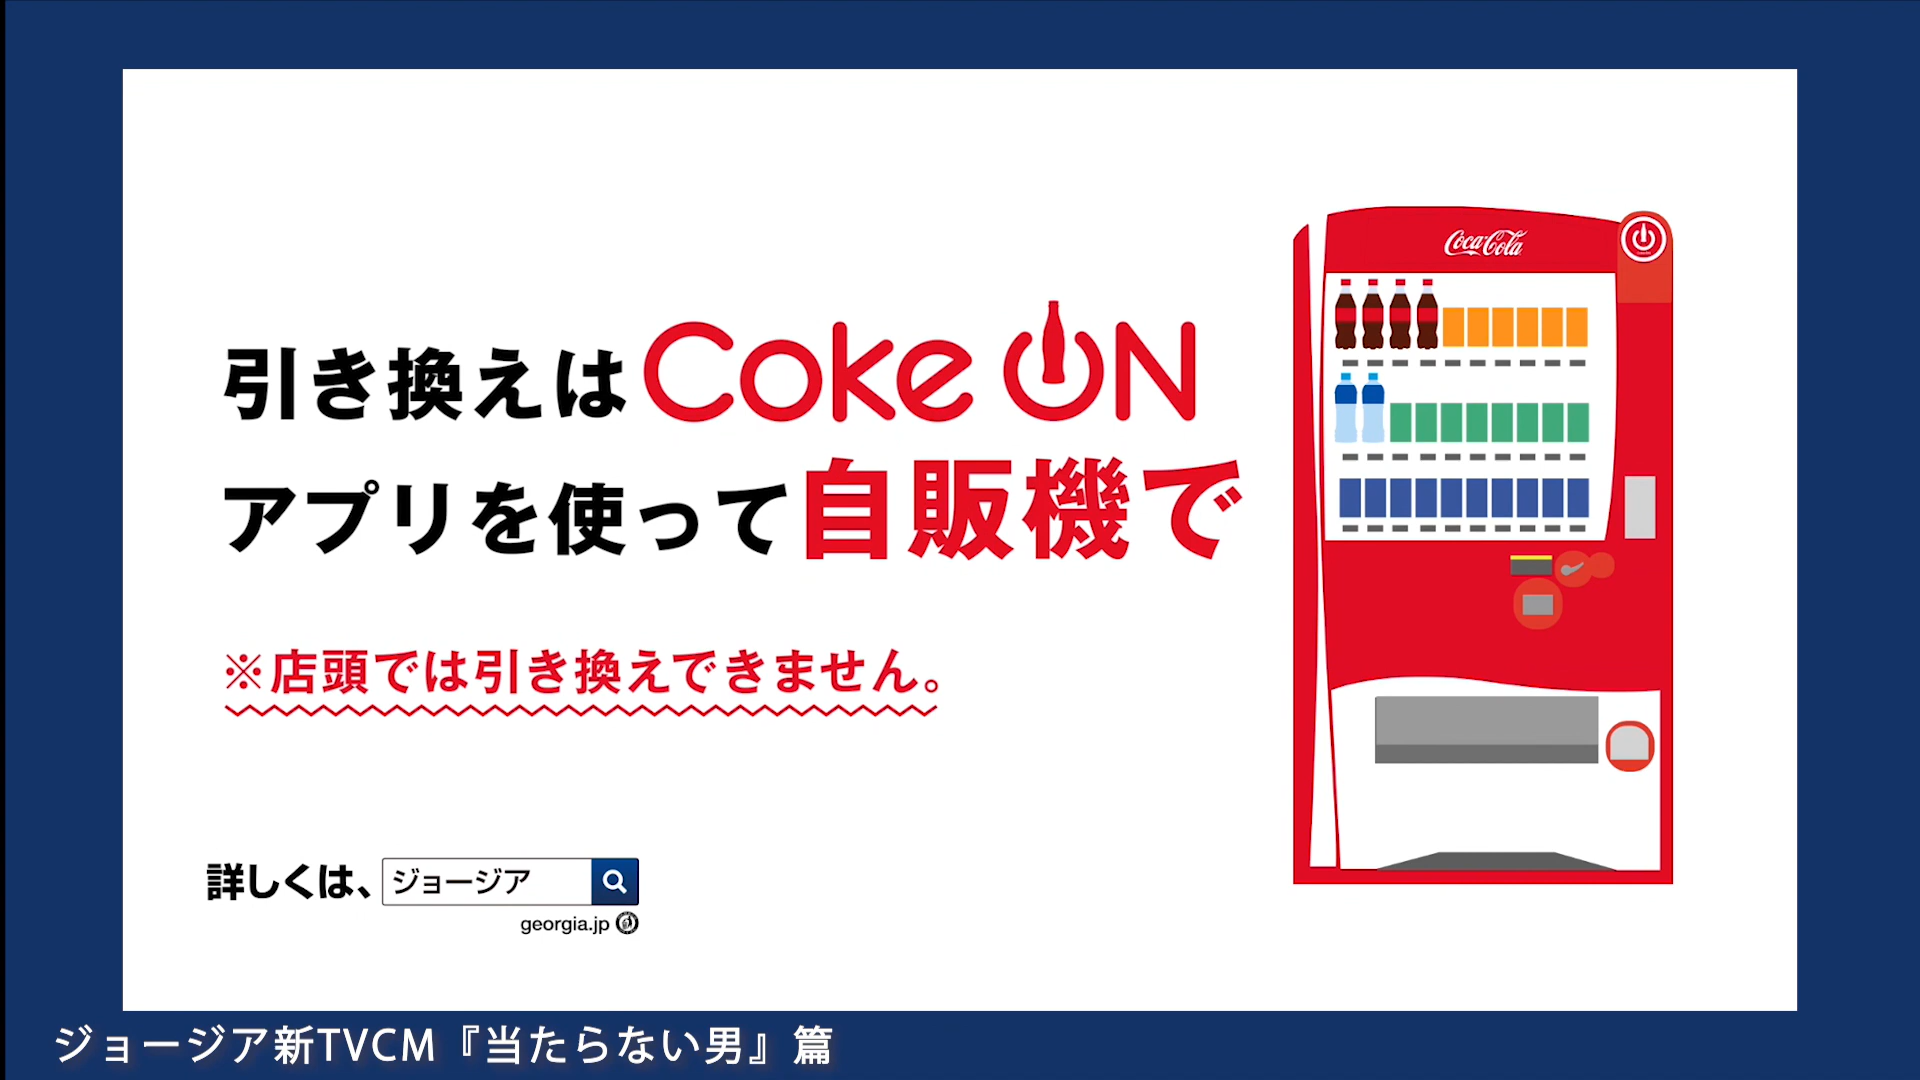 Coca-Cola
引き換えはCoke ON
アプリを使って自販機で
※店頭では引き換えできません。
詳しくは、ジョージア
georgia.jp
ジョージア新TVCM『当たらない男』篇